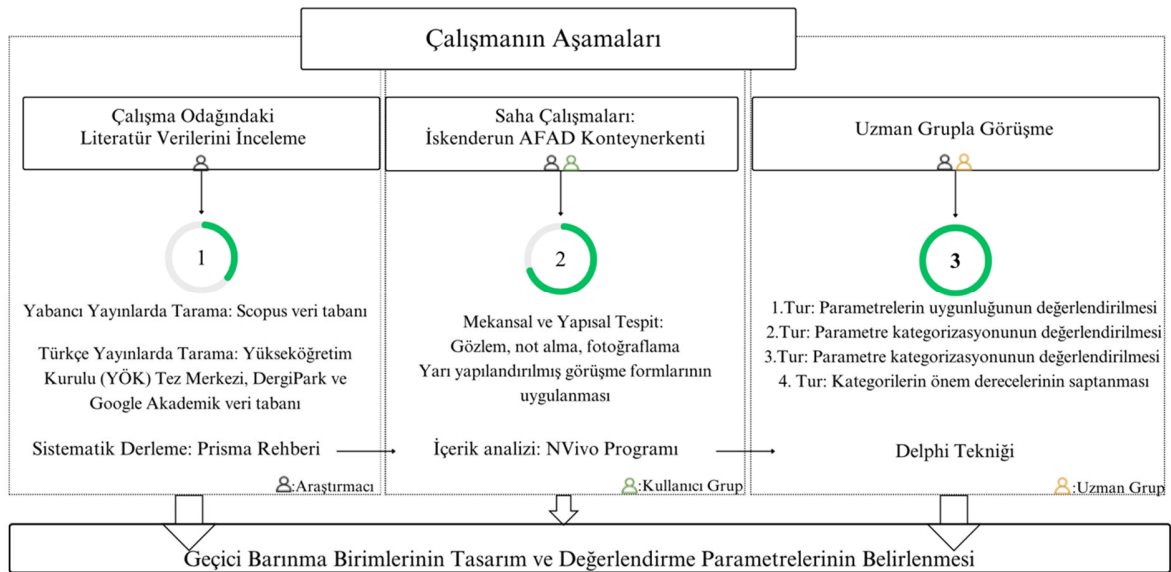 Çalışmanın Aşamaları
Çalışma Odağındaki
Literatür Verilerini İnceleme
1
Yabancı Yayınlarda Tarama: Scopus veri tabanı
Türkçe Yayınlarda Tarama: Yükseköğretim
Kurulu (YÖK) Tez Merkezi, DergiPark ve
Google Akademik veri tabanı
Sistematik Derleme: Prisma Rehberi
:Araştırmacı
Saha Çalışmaları:
İskenderun AFAD Konteynerkenti
2
Mekansal ve Yapısal Tespit:
Gözlem, not alma, fotoğraflama
Yarı yapılandırılmış görüşme formlarının
uygulanması
İçerik analizi: NVivo Programı
:Kullanıcı Grup
Uzman Grupla Görüşme
3
1.Tur: Parametrelerin uygunluğunun değerlendirilmesi
2.Tur: Parametre kategorizasyonunun değerlendirilmesi
3.Tur: Parametre kategorizasyonunun değerlendirilmesi
4. Tur: Kategorilerin önem derecelerinin saptanması
Delphi Tekniği
:Uzman Grup
Geçici Barınma Birimlerinin Tasarım ve Değerlendirme Parametrelerinin Belirlenmesi